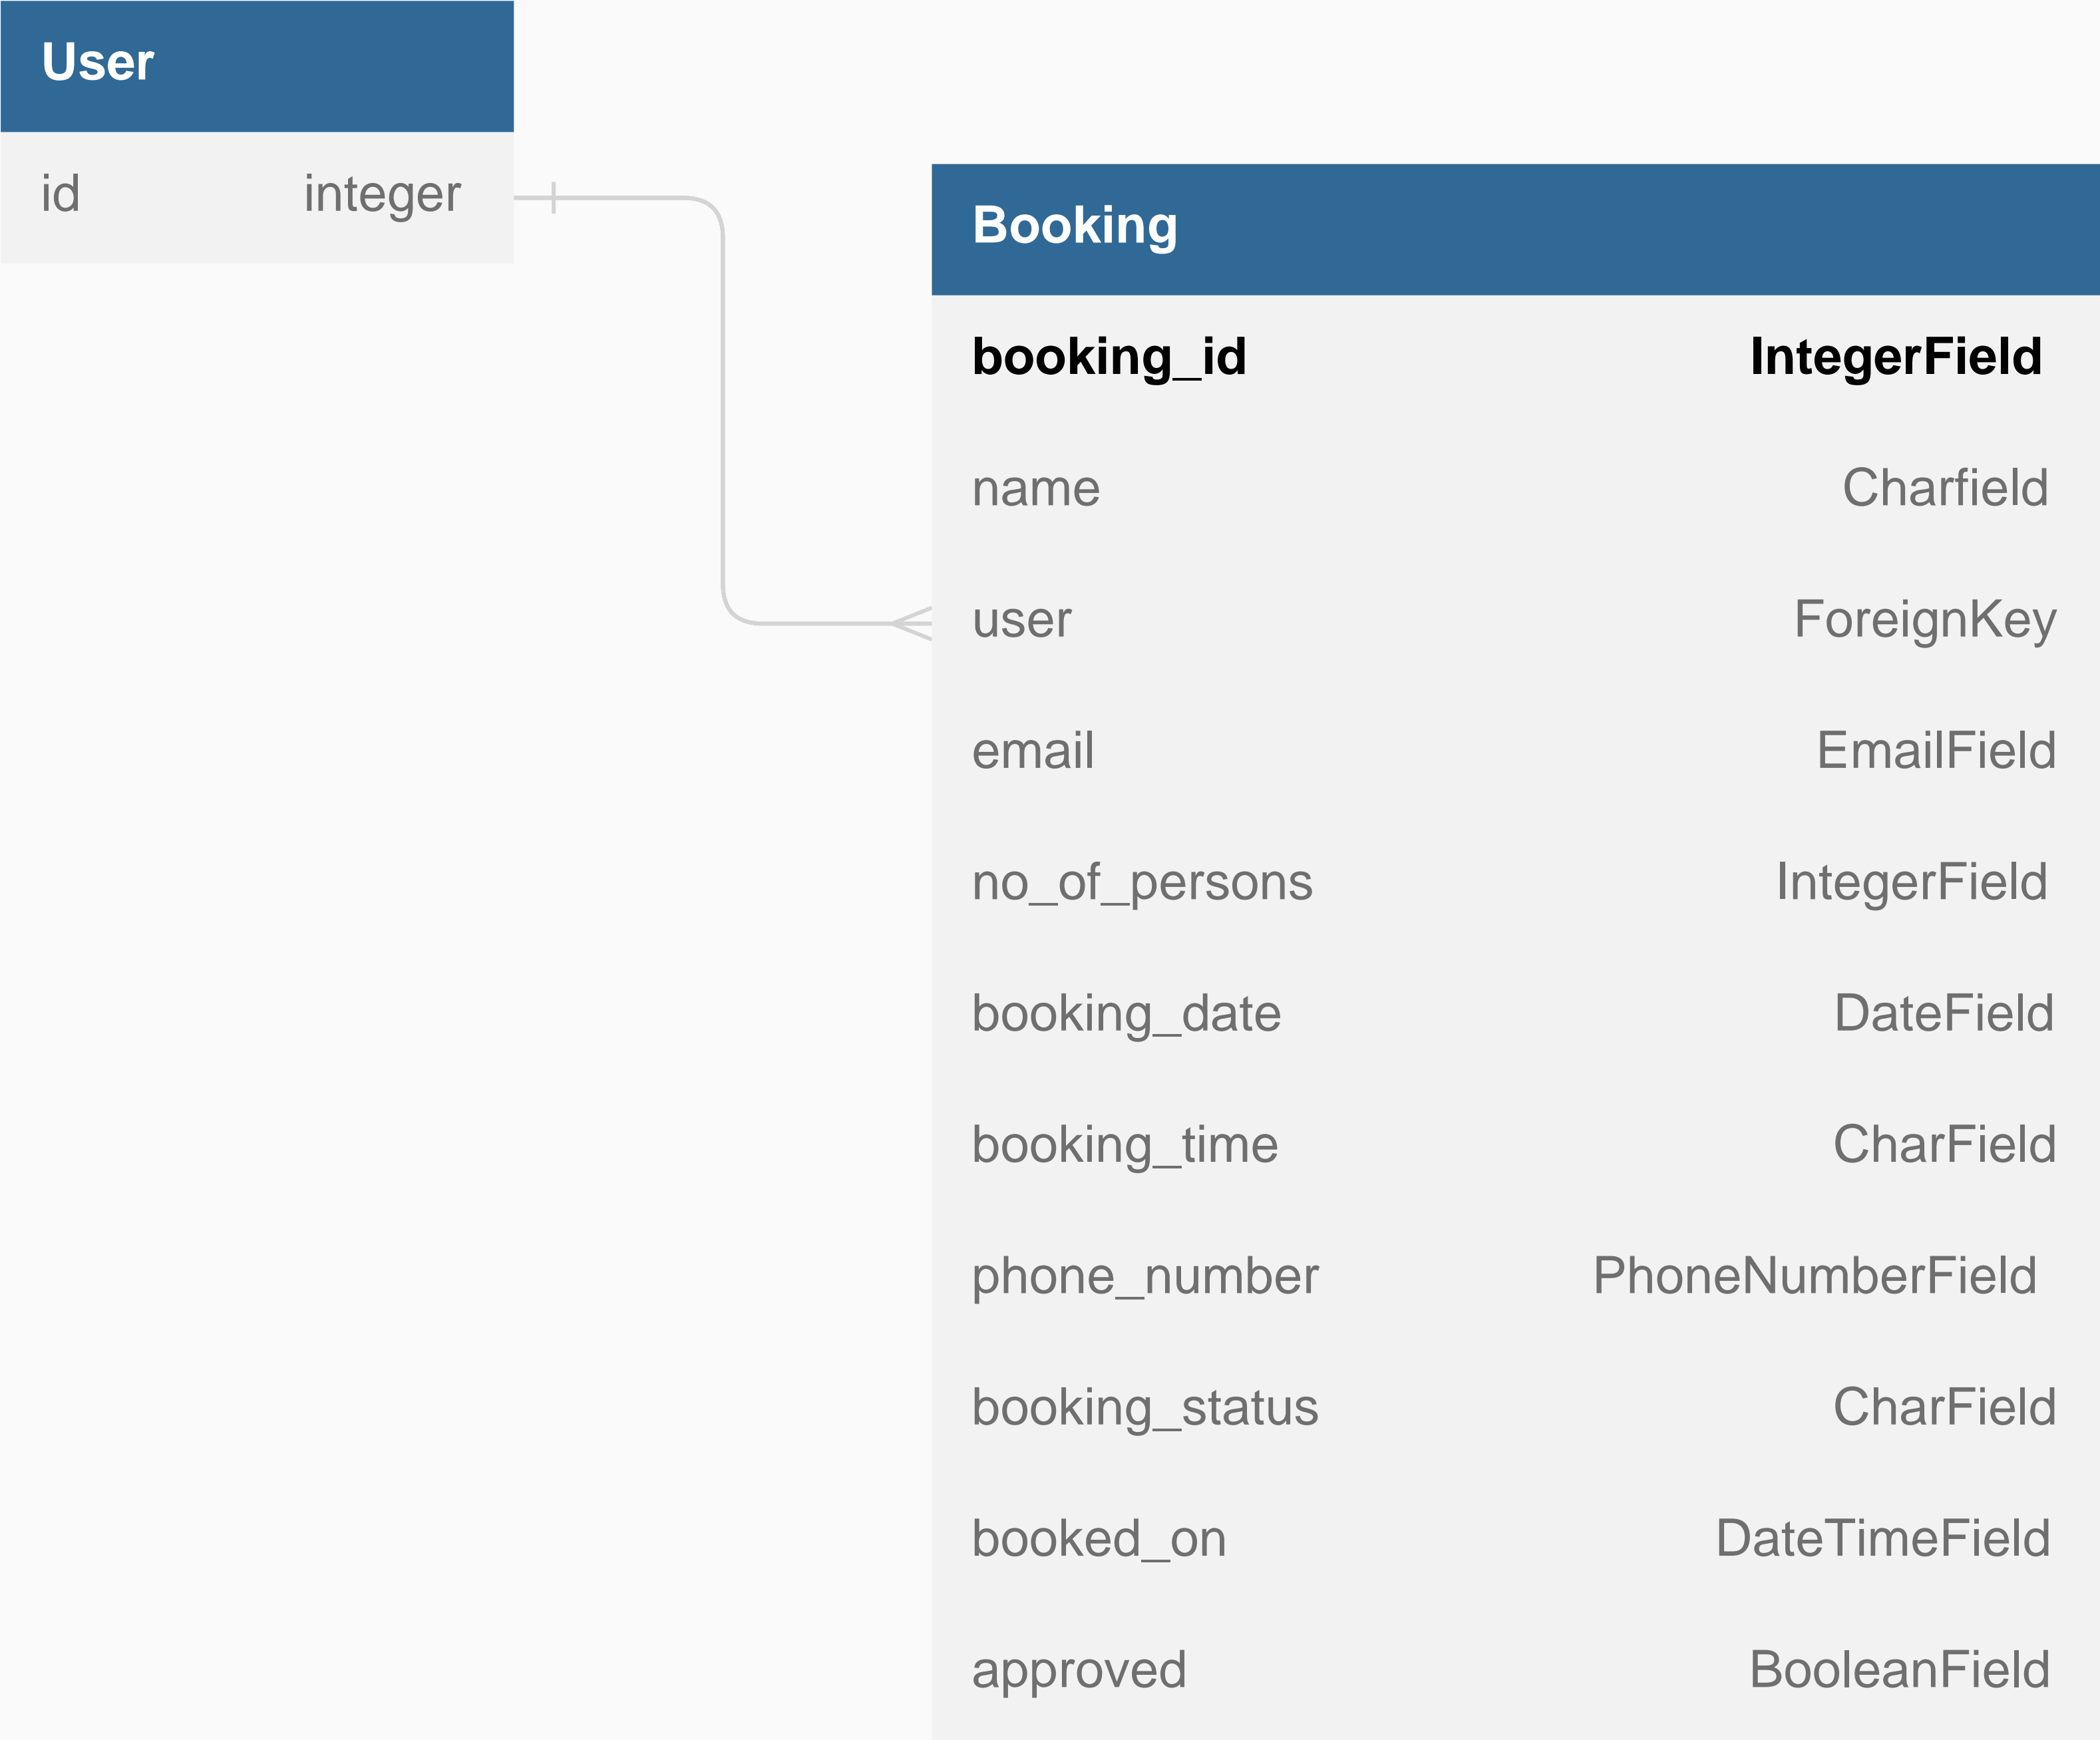 User
id integer
Booking
booking_id IntegerField
name Charfield
user ForeignKey
email EmailField
no_of_persons IntegerField
booking_date DateField
booking_time CharField
phone_number PhoneNumberField
booking_status CharField
booked_on DateTimeField
approved BooleanField